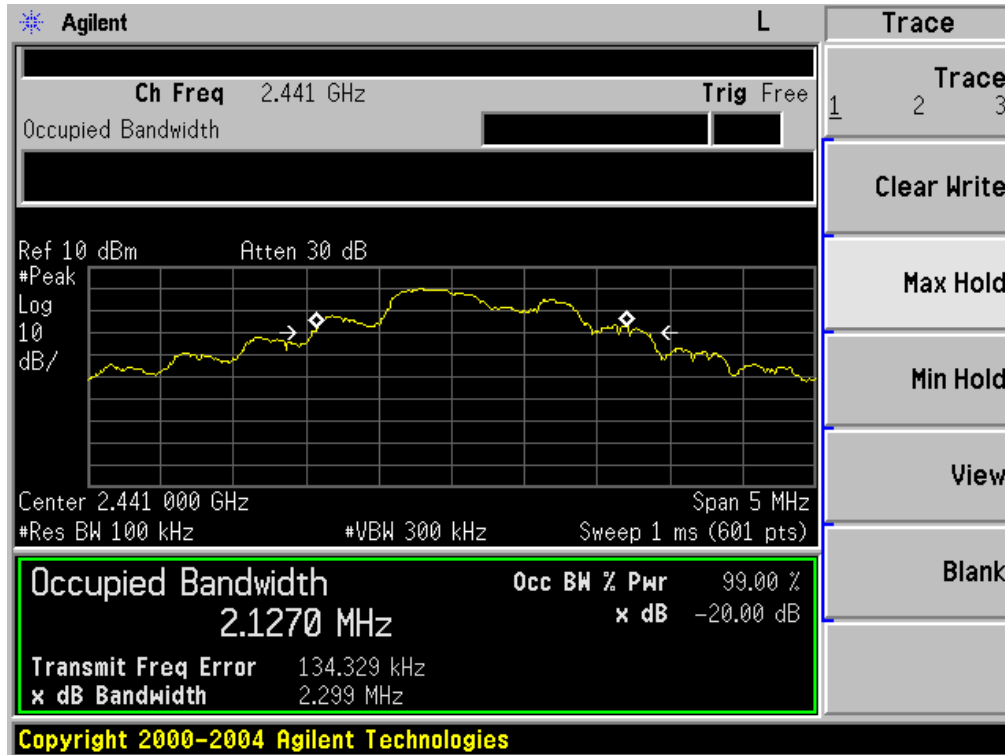 Agilent L Trace
Ch Freq 2.441 GHz Trig Free
Occupied Bandwidth
Trace
1 2 3
Clear Write
Max Hold
Min Hold
View
Blank
Ref 10 dBm Atten 30 dB
#Peak
Log
10
dB/
Center 2.441 000 GHz Span 5 MHz
#Res BW 100 kHz #VBW 300 kHz Sweep 1 ms (601 pts)
Occupied Bandwidth Occ BW % Pwr 99.00 %
2.1270 MHz x dB -20.00 dB
Transmit Freq Error 134.329 kHz
x dB Bandwidth 2.299 MHz
Copyright 2000-2004 Agilent Technologies